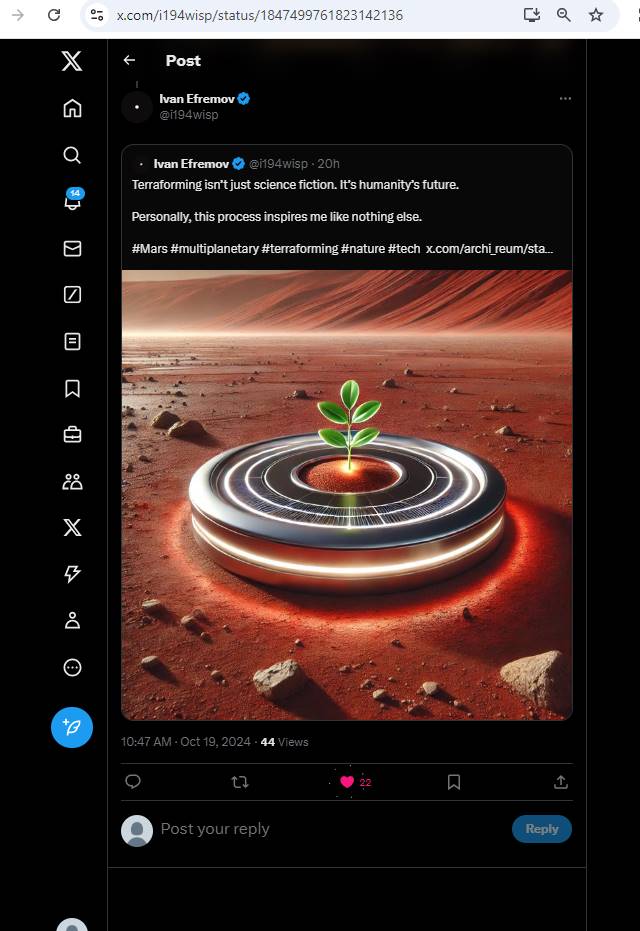 x.com/i194wisp/status/1847499761823142136
Post
Ivan Efremov
@i194wisp
Ivan Efremov @i194wisp · 20h
Terraforming isn't just science fiction. It's humanity's future.
Personally, this process inspires me like nothing else.
#Mars #multiplanetary #terraforming #nature #tech x.com/archi_reum/sta...
14
10:47 AM · Oct 19, 2024 · 44 Views
22
Post your reply
Reply